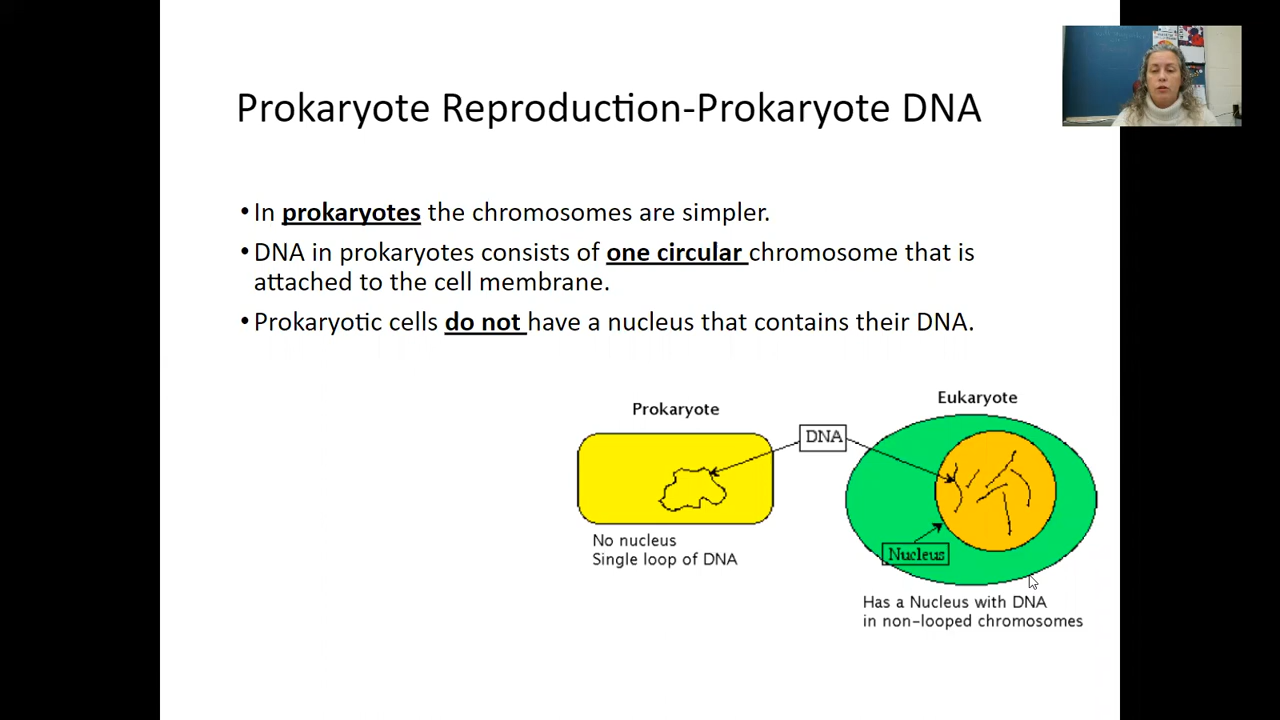 Prokaryote Reproduction-Prokaryote DNA
•In prokaryotes the chromosomes are simpler.
•DNA in prokaryotes consists of one circular chromosome that is
attached to the cell membrane.
•Prokaryotic cells do not have a nucleus that contains their DNA.
Prokaryote
Eukaryote
DNA
Nucleus
No nucleus
Single loop of DNA
Has a Nucleus with DNA
in non-looped chromosomes